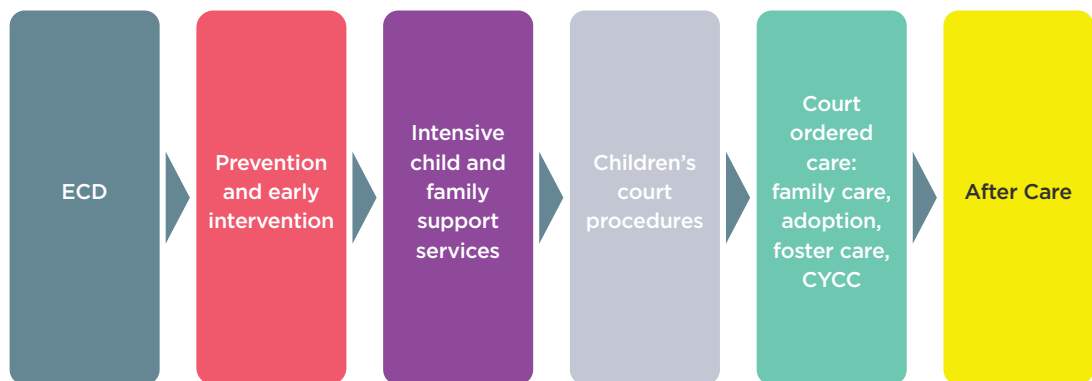 ECD
Prevention
and early
intervention
Intensive
child and
family
support
services
Children's
court
procedures
Court
ordered
care:
family care,
adoption,
foster care,
CYCC
After Care